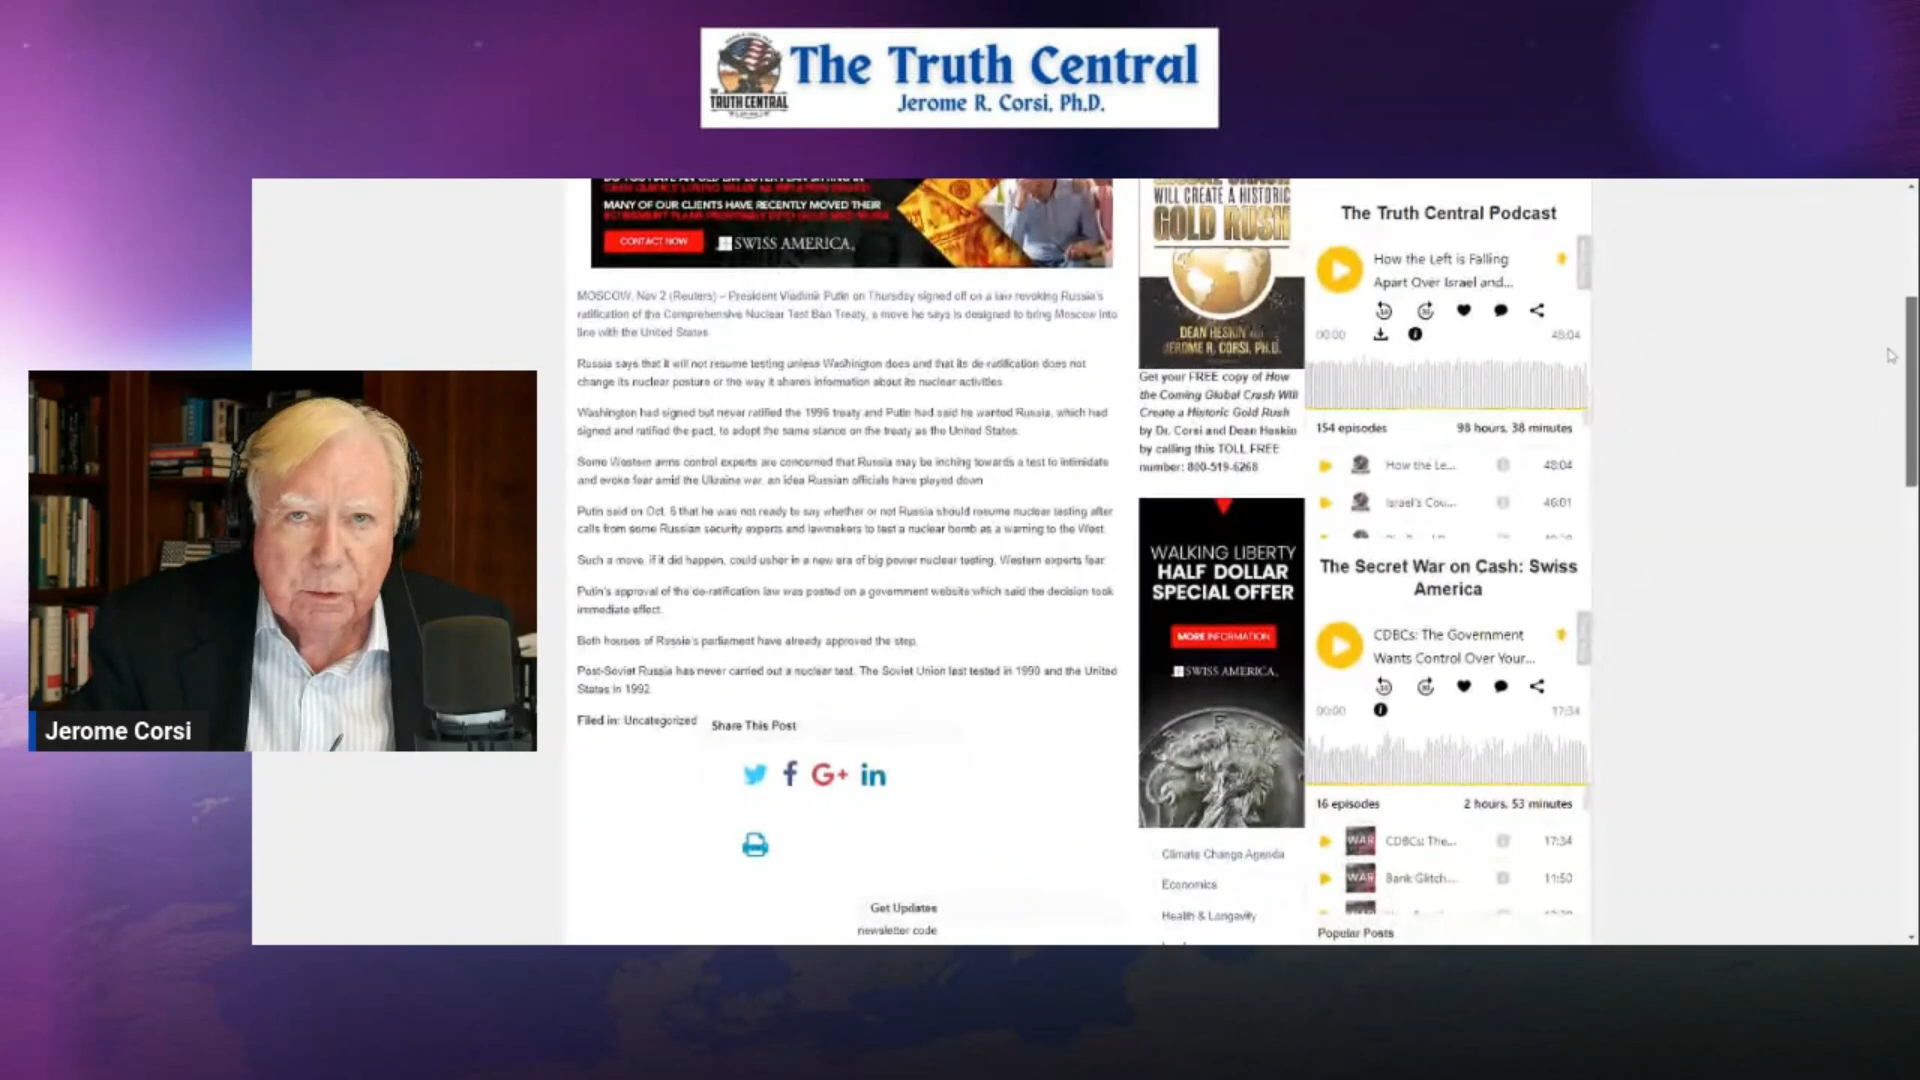 The Truth Central
Jerome R. Corsi, Ph.D.
TRUTH CENTRAL
MANY OF OUR CLIENTS HAVE RECENTLY MOVED THEIR
CONTACT NOW
SWISS AMERICA
MOSCOW, Nov 2 (Reuters) – President Vladimir Putin on Thursday signed off on a law revoking Russia's
ratification of the Comprehensive Nuclear Test Ban Treaty, a move he says is designed to bring Moscow into
line with the United States.
Russia says that it will not resume testing unless Washington does and that its de-ratification does not
change its nuclear posture or the way it shares information about its nuclear activities.
Washington had signed but never ratified the 1996 treaty and Putin had said he wanted Russia, which had
signed and ratified the pact, to adopt the same stance on the treaty as the United States.
Some Western arms control experts are concerned that Russia may be inching towards a test to intimidate
and evoke fear amid the Ukraine war, an idea Russian officials have played down.
Putin said on Oct. 5 that he was not ready to say whether or not Russia should resume nuclear testing after
calls from some Russian security experts and lawmakers to test a nuclear bomb as a warning to the West.
Such a move, if it did happen, could usher in a new era of big power nuclear testing, Western experts fear.
Putin's approval of the de-ratification law was posted on a government website which said the decision took
immediate effect.
Both houses of Russia's parliament have already approved the step.
Post-Soviet Russia has never carried out a nuclear test. The Soviet Union last tested in 1990 and the United
States in 1992.
Filed in: Uncategorized
Share This Post
Get Updates
newsletter code
WILL CREATE A HISTORIC
GOLD RUSH
DEAN HESKIN
JEROME R. CORSI, PH.D.
Get your FREE copy of How
the Coming Global Crash Will
Create a Historic Gold Rush
by Dr. Corsi and Dean Heskin
by calling this TOLL FREE
number: 800-519-6268
WALKING LIBERTY
HALF DOLLAR
SPECIAL OFFER
MORE INFORMATION
SWISS AMERICA
Climate Change Agenda
Economics
Health & Longevity
The Truth Central Podcast
How the Left is Falling
Apart Over Israel and...
00:00
48:04
154 episodes
98 hours, 38 minutes
How the Le...
48:04
Israel's Cou...
46:01
The Secret War on Cash: Swiss
America
CDBCs: The Government
Wants Control Over Your...
00:00
17:34
16 episodes
2 hours, 53 minutes
WAR
CDBCs: The...
17:34
WAR
Bank Glitch...
Popular Posts
Jerome Corsi